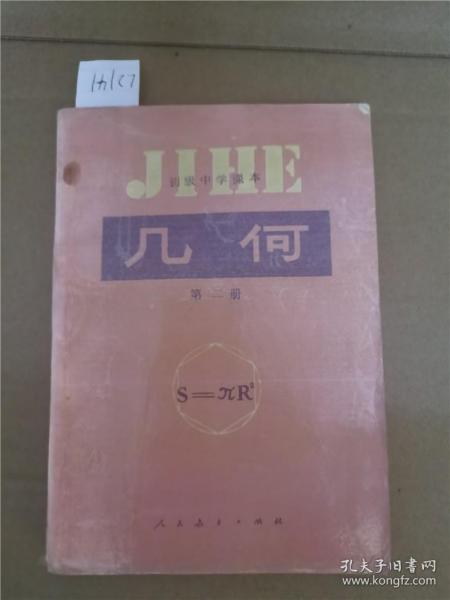 JIHE
初级中学课本
几何
第二册
S=πR²
人民教育出版社
孔夫子旧书网
www.kongfz.com